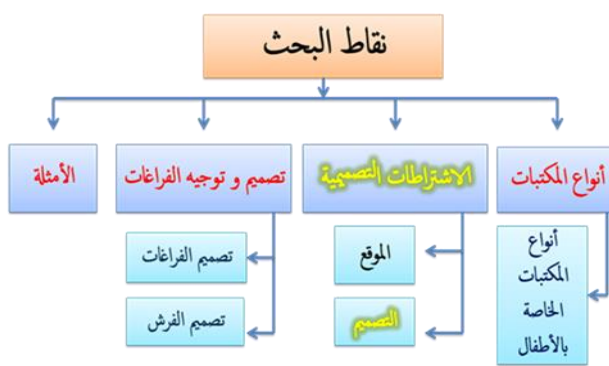 نقاط البحث
أنواع المكتبات
الاشتراطات التصميمية
تصميم و توجيه الفراغات
الأمثلة
أنواع
المكتبات
الخاصة
بالأطفال
الموقع
التصميم
تصميم الفراغات
تصميم الفرش